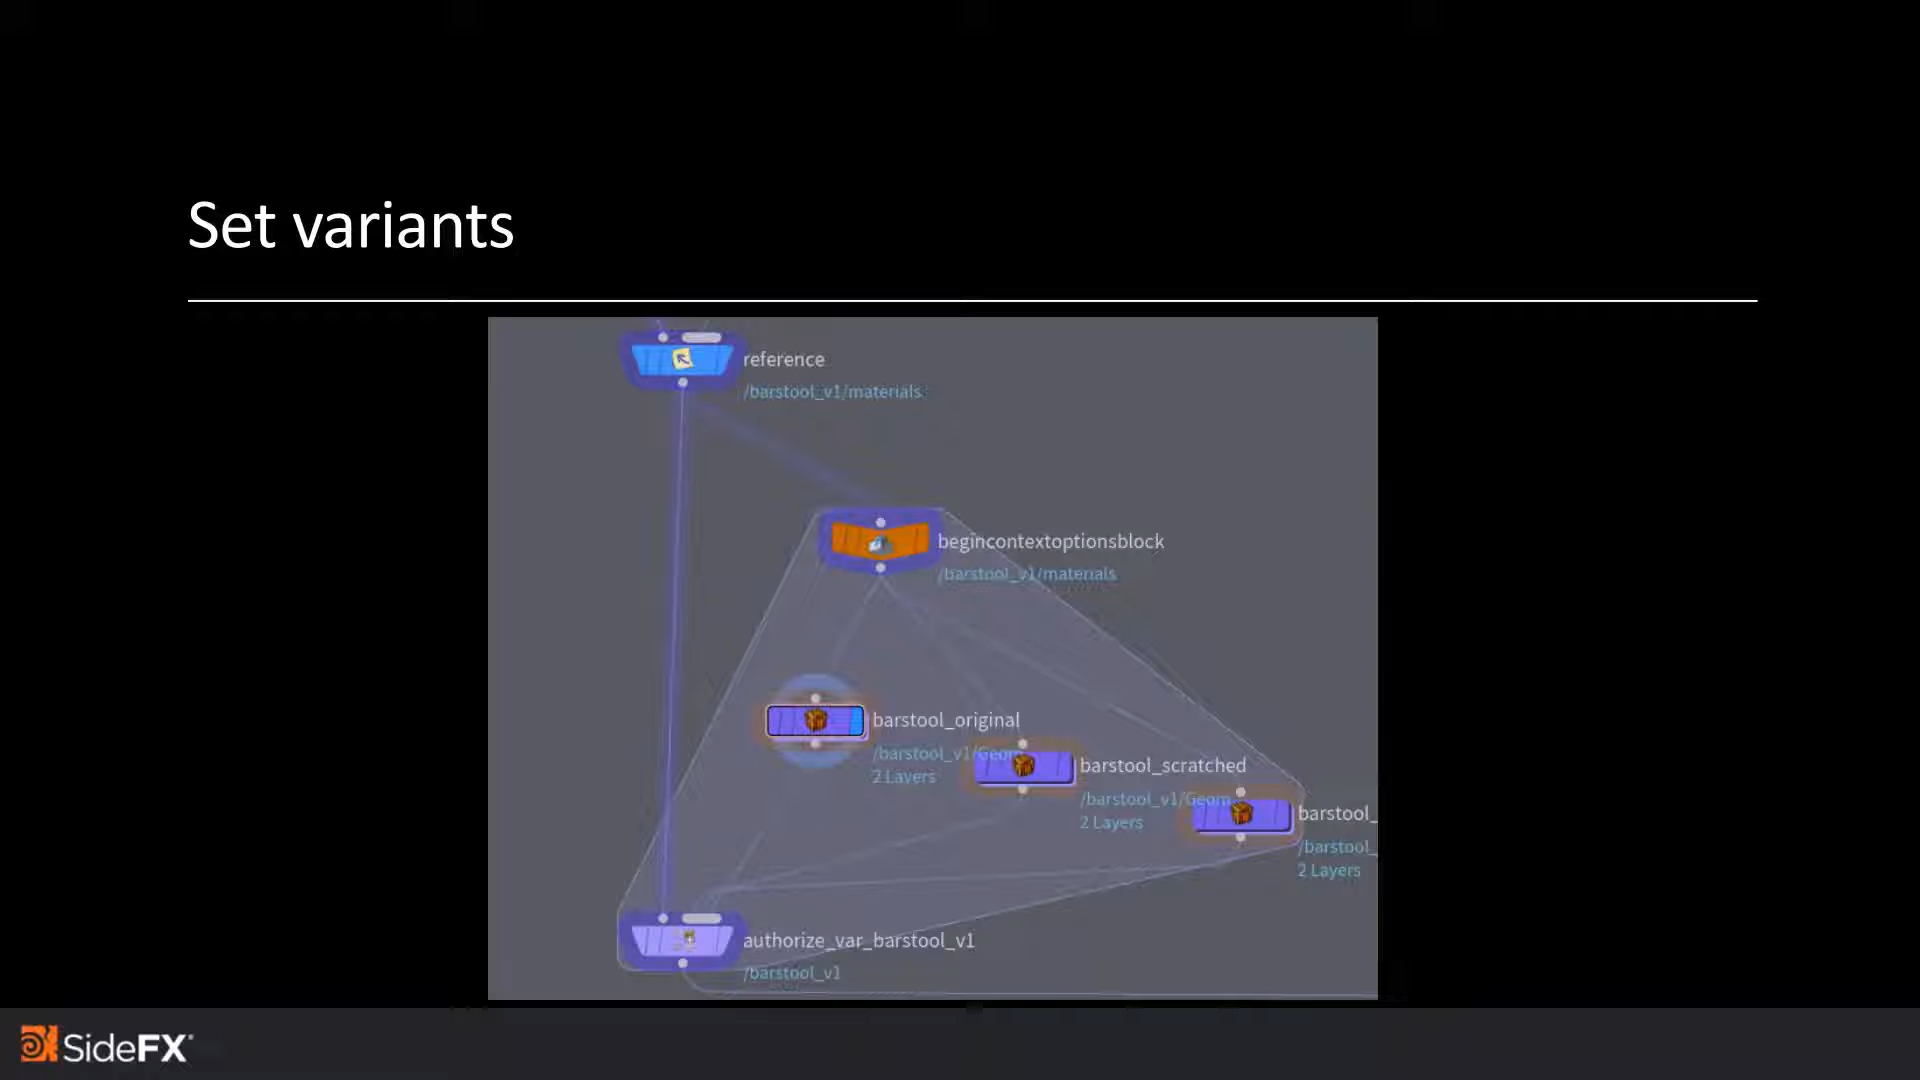 Set variants
reference
/barstool_v1/materials
begincontextoptionsblock
/barstool_v1/materials
barstool_original
/barstool_v1/Geom
2 Layers
barstool_scratched
/barstool_v1/Geom
2 Layers
barstool_
/barstool_
2 Layers
authorize_var_barstool_v1
/barstool_v1
SideFX